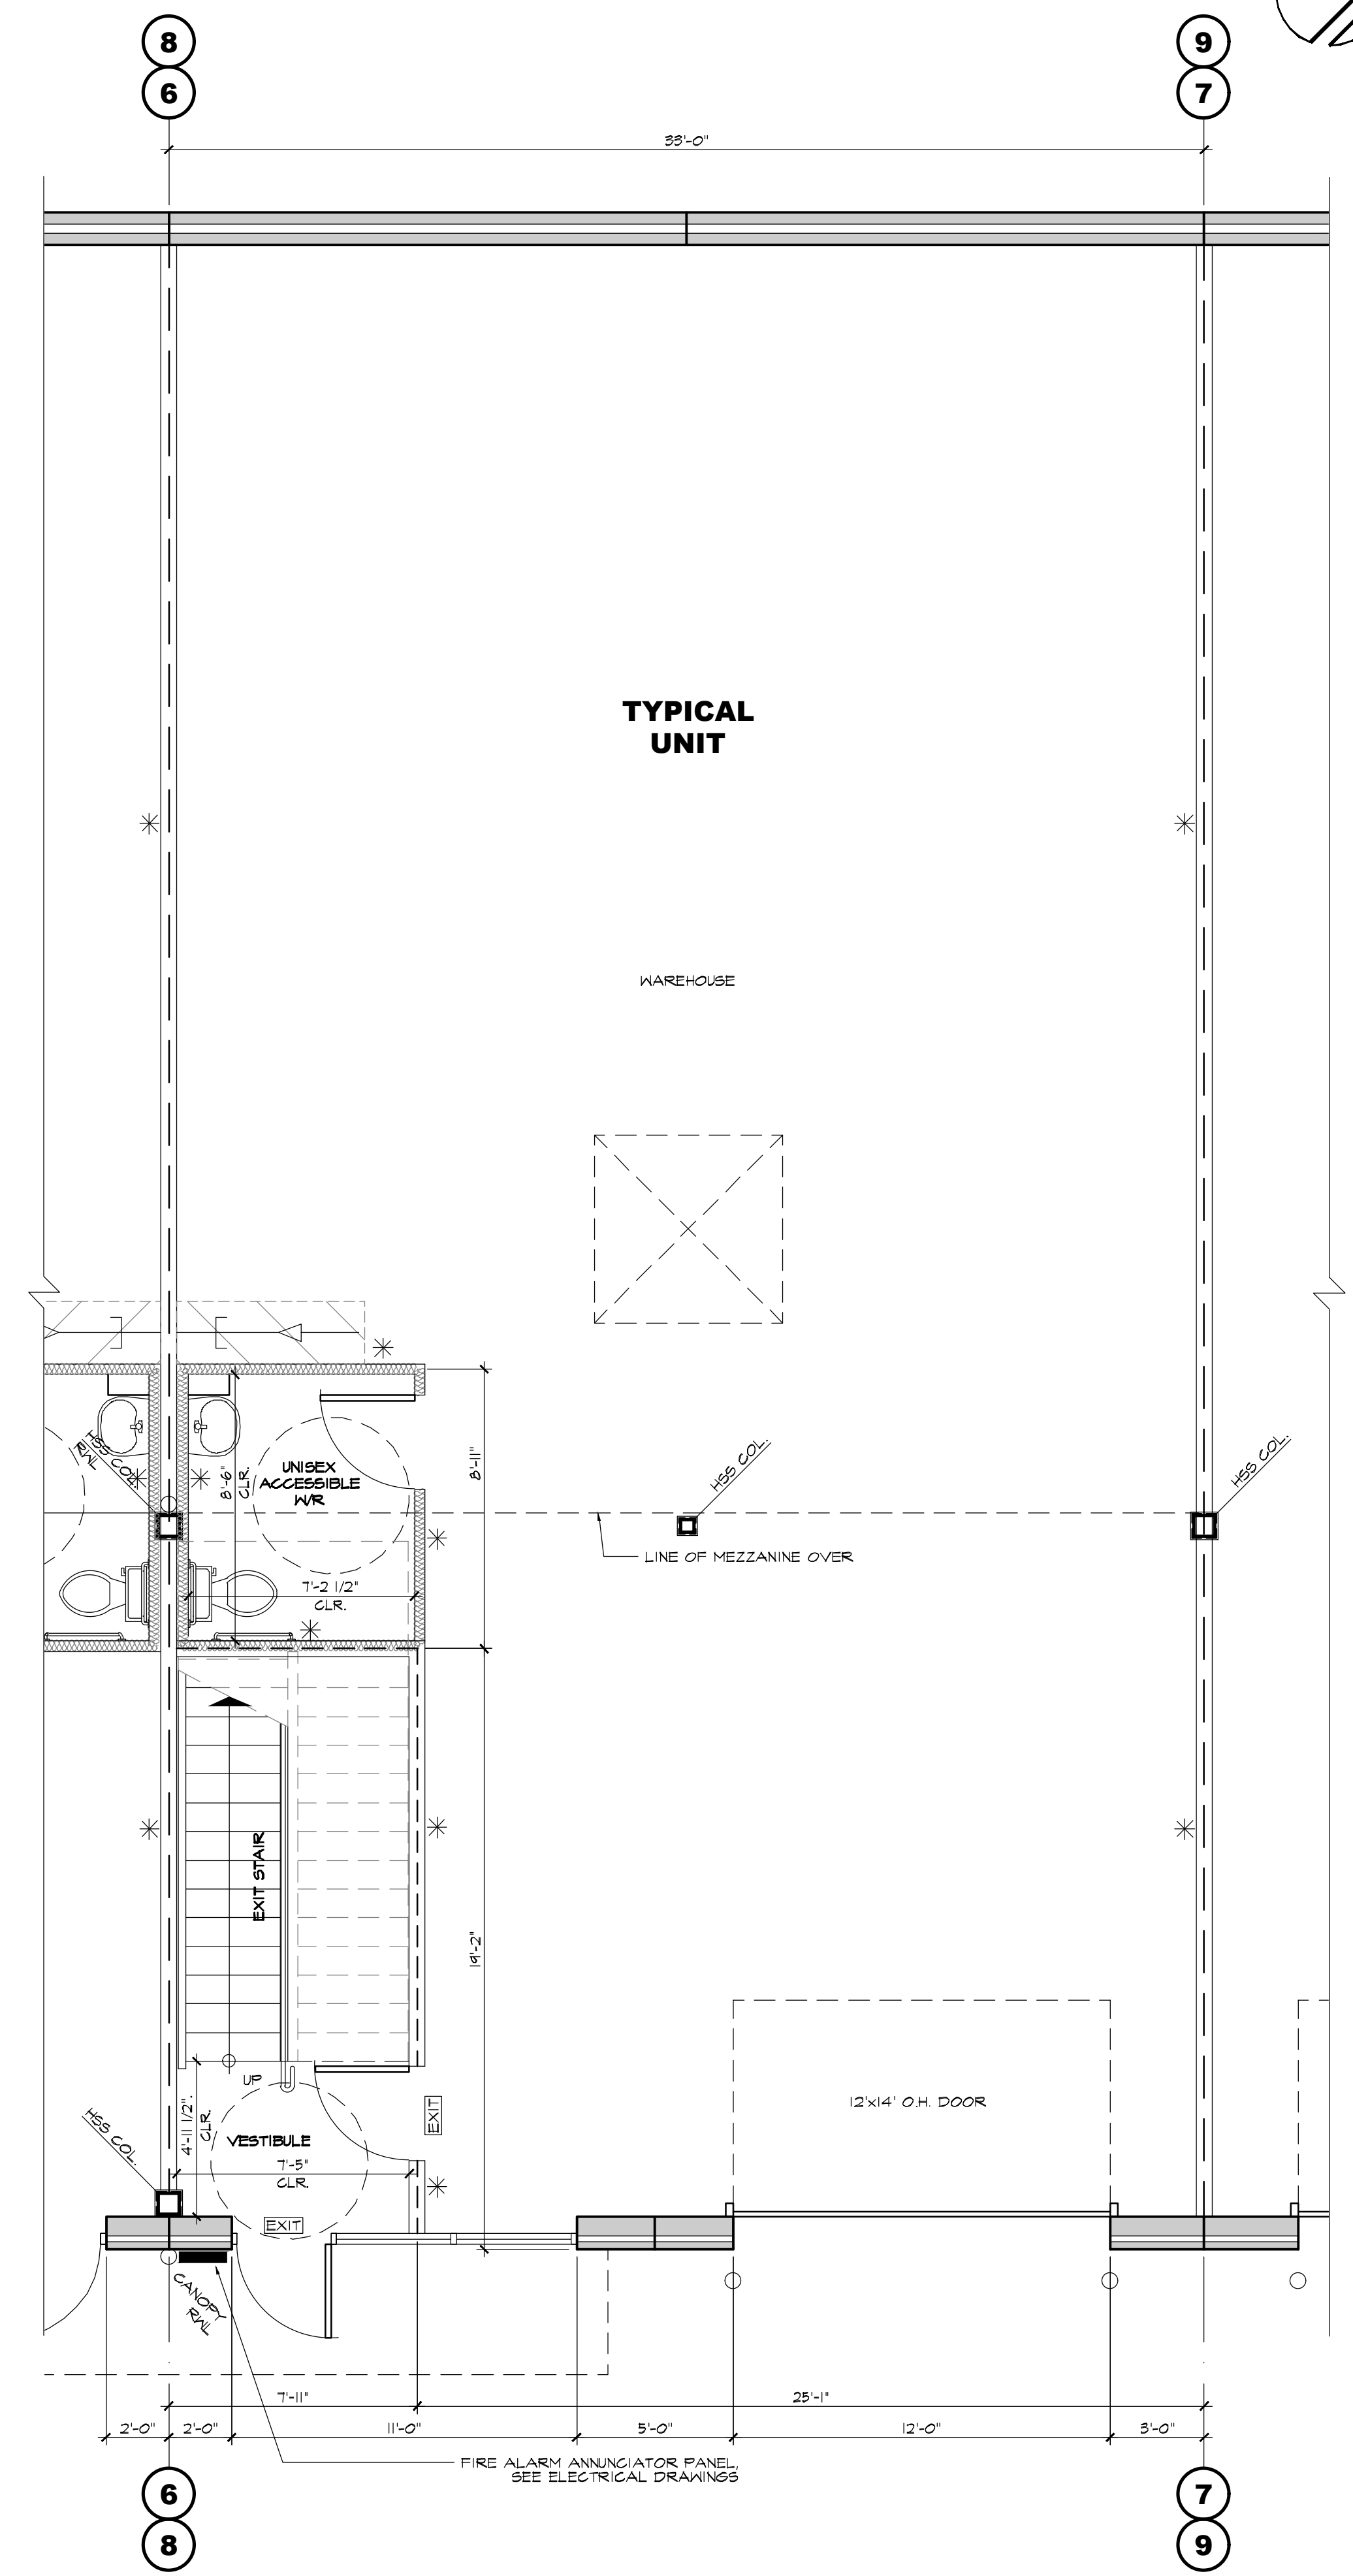 8
9
6
7
33'-0"
TYPICAL
UNIT
WAREHOUSE
HSS COL.
RWL
8'-6"
CLR.
UNISEX
ACCESSIBLE
W/R
8'-11"
HSS COL.
HSS COL.
LINE OF MEZZANINE OVER
7'-2 1/2"
CLR.
EXIT STAIR
19'-2"
UP
12'x14' O.H. DOOR
EXIT
HSS COL.
4'-11 1/2"
CLR.
VESTIBULE
7'-5"
CLR.
EXIT
CANOPY
RWL
7'-11"
25'-1"
2'-0"
2'-0"
11'-0"
5'-0"
12'-0"
3'-0"
FIRE ALARM ANNUNCIATOR PANEL,
SEE ELECTRICAL DRAWINGS
6
7
8
9